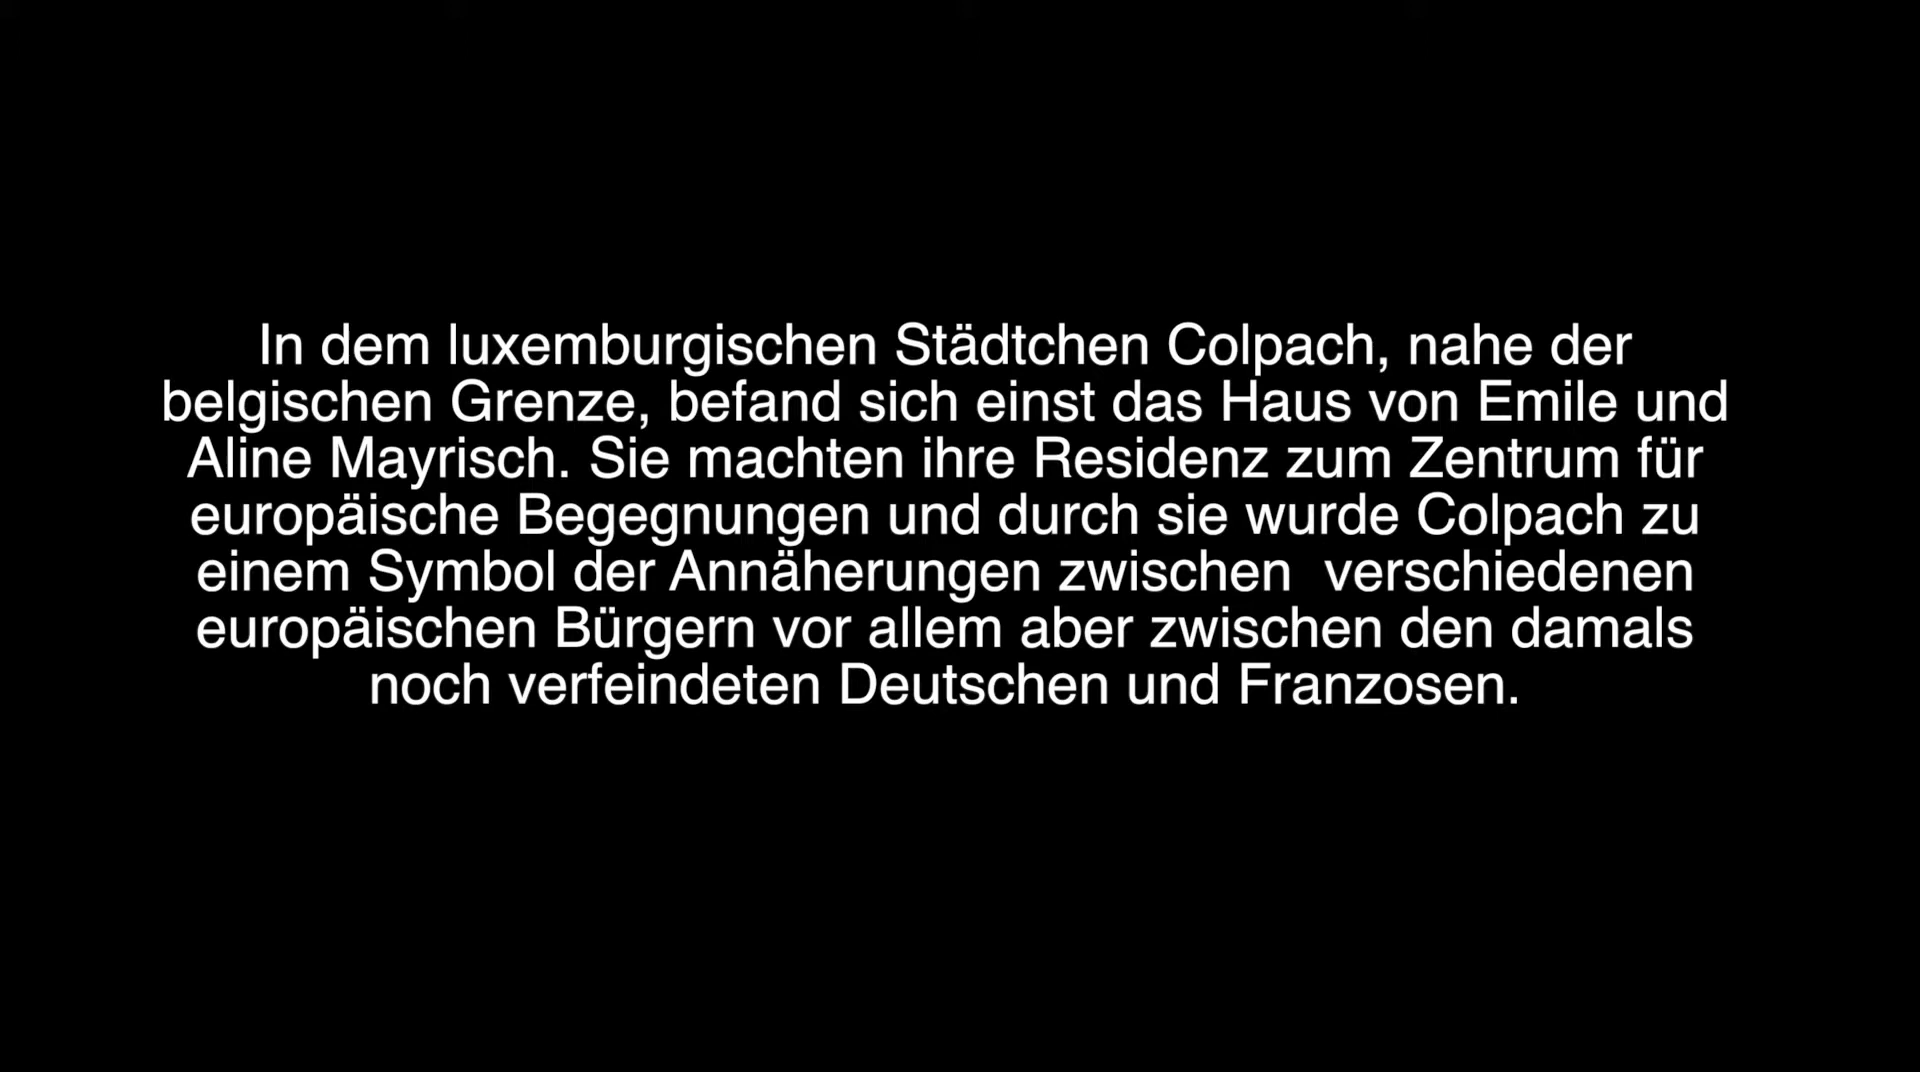 In dem luxemburgischen Städtchen Colpach, nahe der
belgischen Grenze, befand sich einst das Haus von Emile und
Aline Mayrisch. Sie machten ihre Residenz zum Zentrum für
europäische Begegnungen und durch sie wurde Colpach zu
einem Symbol der Annäherungen zwischen  verschiedenen
europäischen Bürgern vor allem aber zwischen den damals
noch verfeindeten Deutschen und Franzosen.